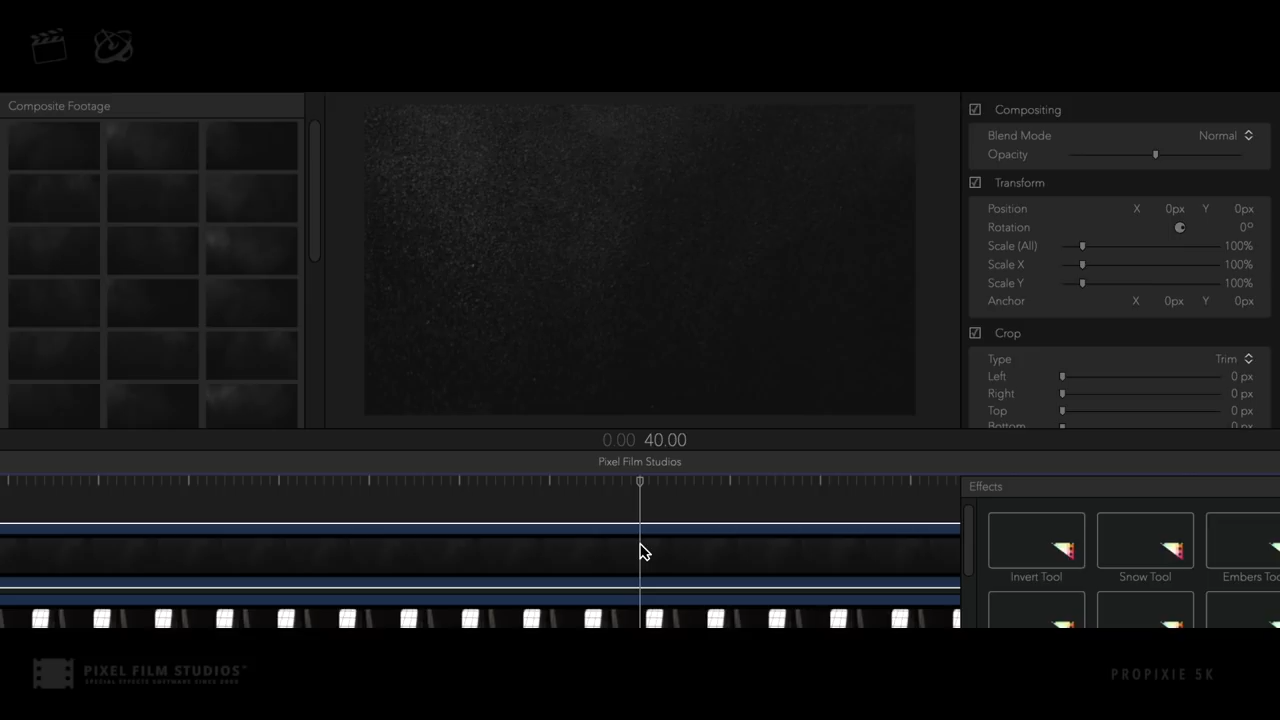 Composite Footage
Compositing
Blend Mode Normal
Opacity
Transform
Position X 0px Y 0px
Rotation 0º
Scale (All) 100%
Scale X 100%
Scale Y 100%
Anchor X 0px Y 0px
Crop
Type Trim
Left 0 px
Right 0 px
Top 0 px
Bottom 0 px
0.00 40.00
Pixel Film Studios
Effects
Invert Tool Snow Tool Embers Too
PIXEL FILM STUDIOS™
SPECIAL EFFECTS SOFTWARE SINCE 2006
PROPIXIE 5K